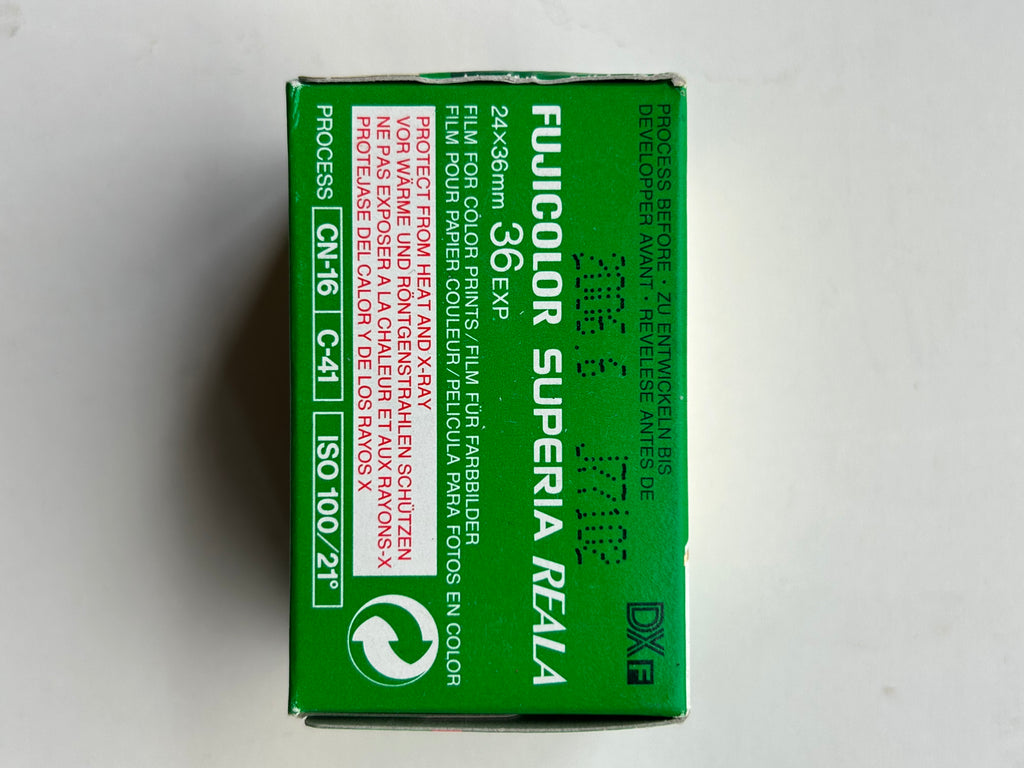 PROCESS BEFORE · ZU ENTWICKELN BIS
DEVELOPPER AVANT · REVELESE ANTES DE
DX F
FUJICOLOR SUPERIA REALA
24×36mm 36 EXP.
FILM FOR COLOR PRINTS/FILM FÜR FARBBILDER
FILM POUR PAPIER COULEUR/PELICULA PARA FOTOS EN COLOR
PROTECT FROM HEAT AND X-RAY
VOR WÄRME UND RÖNTGENSTRAHLEN SCHÜTZEN
NE PAS EXPOSER A LA CHALEUR ET AUX RAYONS-X
PROTEJASE DEL CALOR Y DE LOS RAYOS X
PROCESS CN-16 C-41 ISO 100/21°